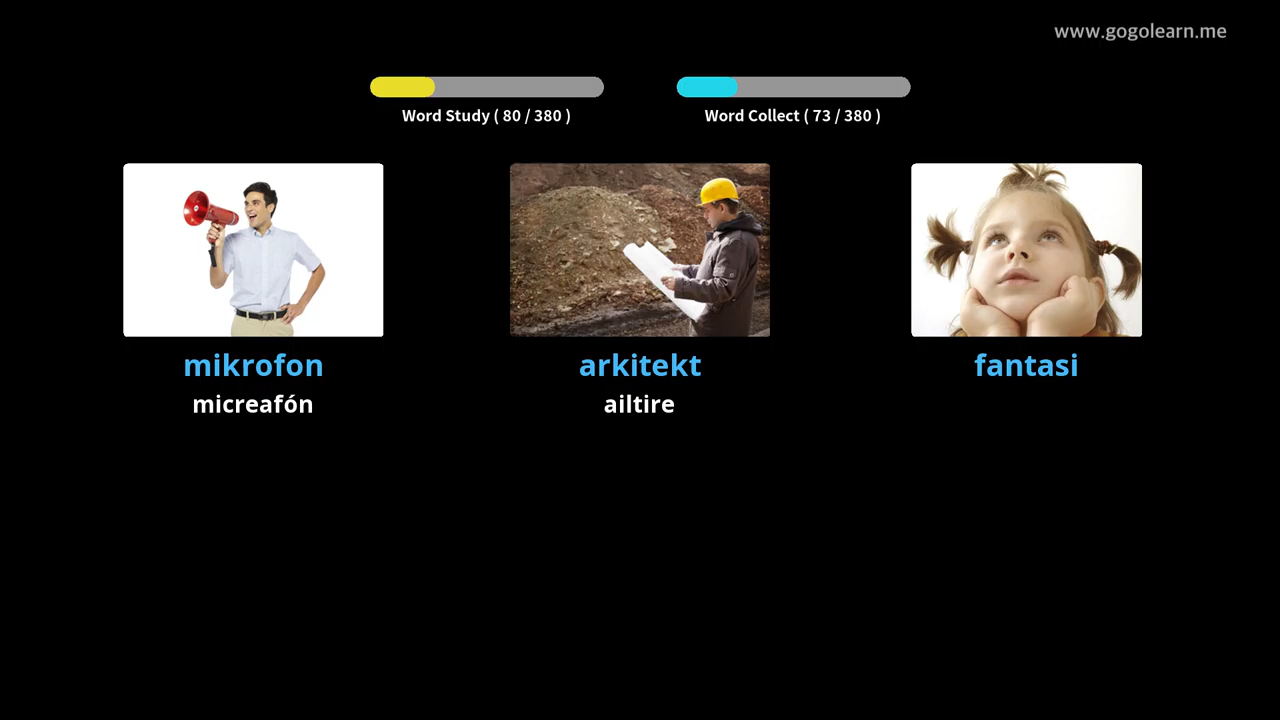 www.gogolearn.me
Word Study ( 80 / 380 )
Word Collect ( 73 / 380 )
mikrofon
micreafón
arkitekt
ailtire
fantasi